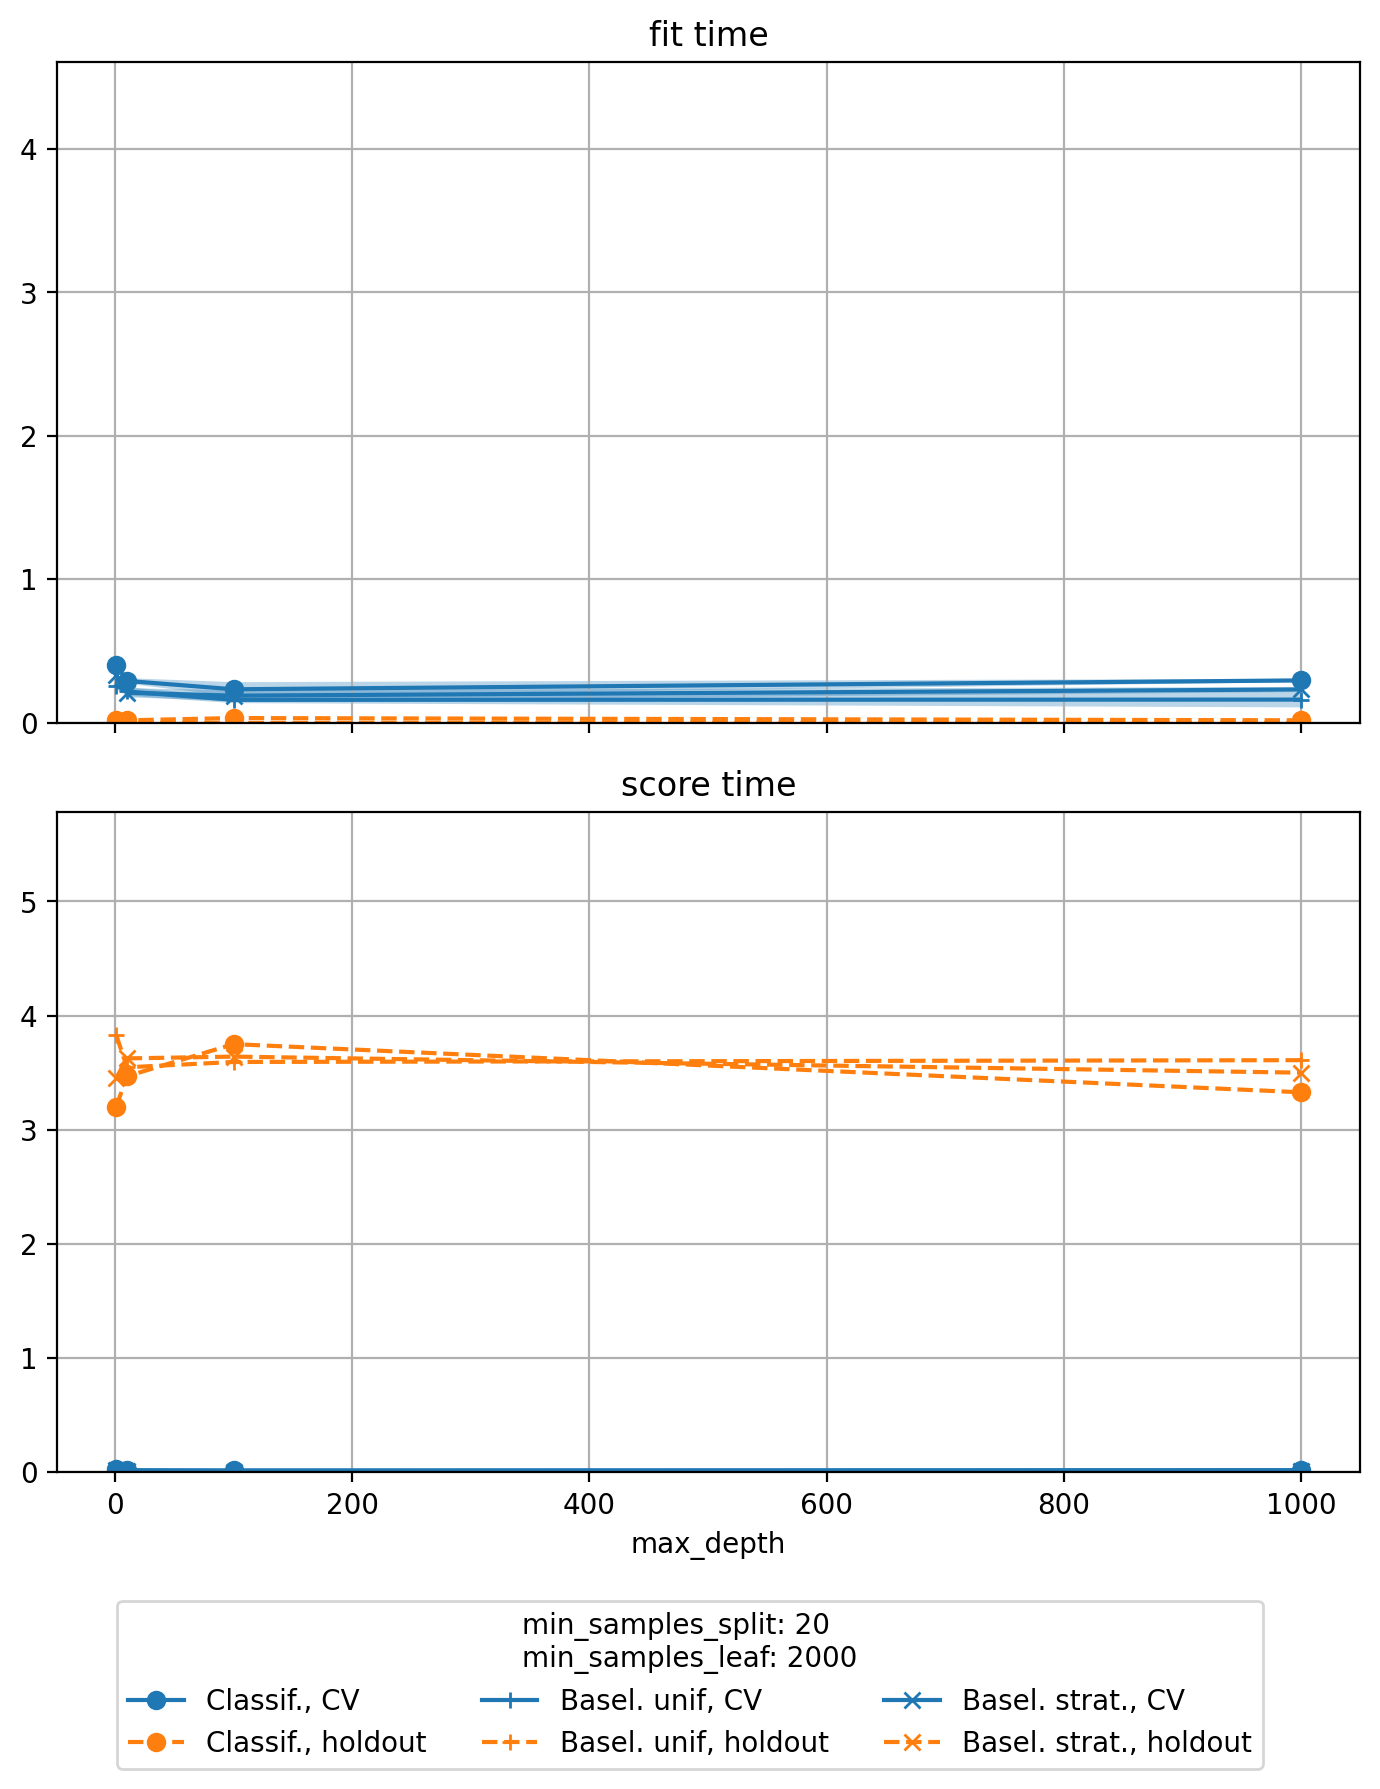 fit time
4
3
2
1
0
score time
5
4
3
2
1
0
0 200 400 600 800 1000
max_depth
min_samples_split: 20
min_samples_leaf: 2000
Classif., CV Basel. unif, CV Basel. strat., CV
Classif., holdout Basel. unif, holdout Basel. strat., holdout